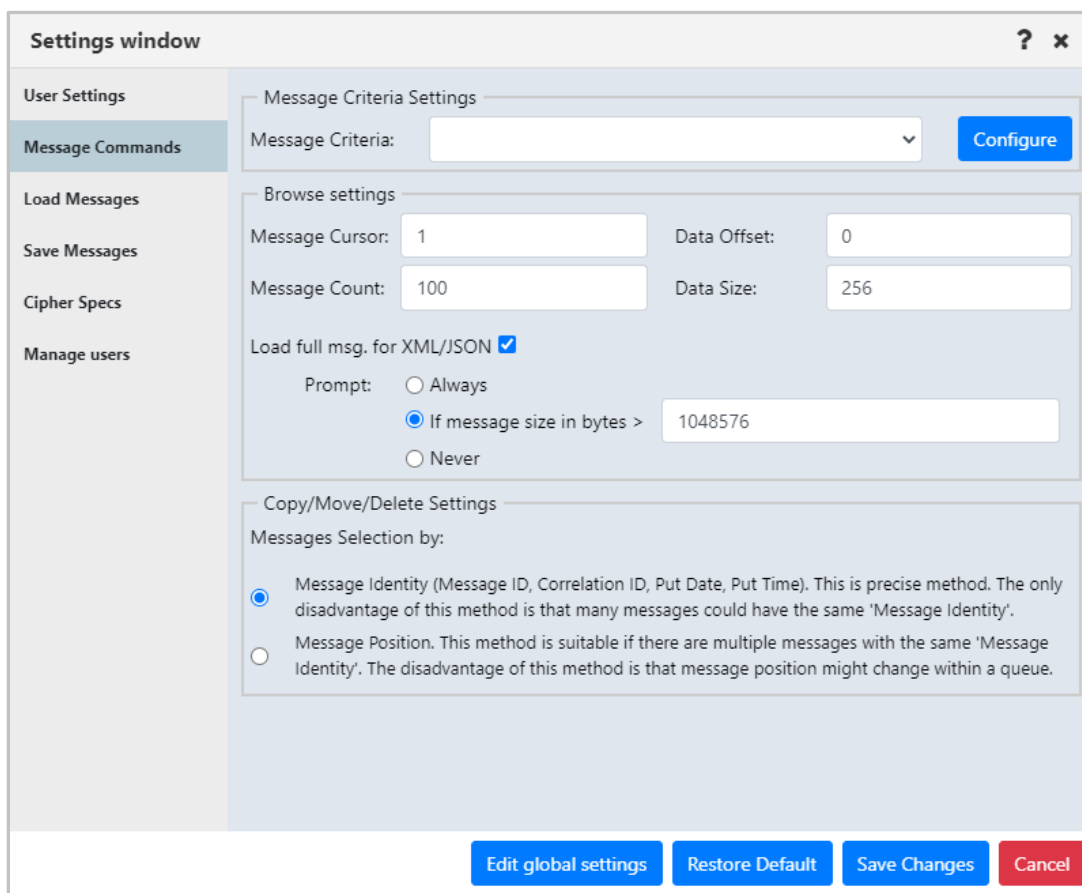 Settings window ? ×
User Settings
Message Commands
Load Messages
Save Messages
Cipher Specs
Manage users
Message Criteria Settings
Message Criteria: Configure
Browse settings
Message Cursor: 1 Data Offset: 0
Message Count: 100 Data Size: 256
Load full msg. for XML/JSON
Prompt: Always
If message size in bytes > 1048576
Never
Copy/Move/Delete Settings
Messages Selection by:
Message Identity (Message ID, Correlation ID, Put Date, Put Time). This is precise method. The only
disadvantage of this method is that many messages could have the same 'Message Identity'.
Message Position. This method is suitable if there are multiple messages with the same 'Message
Identity'. The disadvantage of this method is that message position might change within a queue.
Edit global settings Restore Default Save Changes Cancel